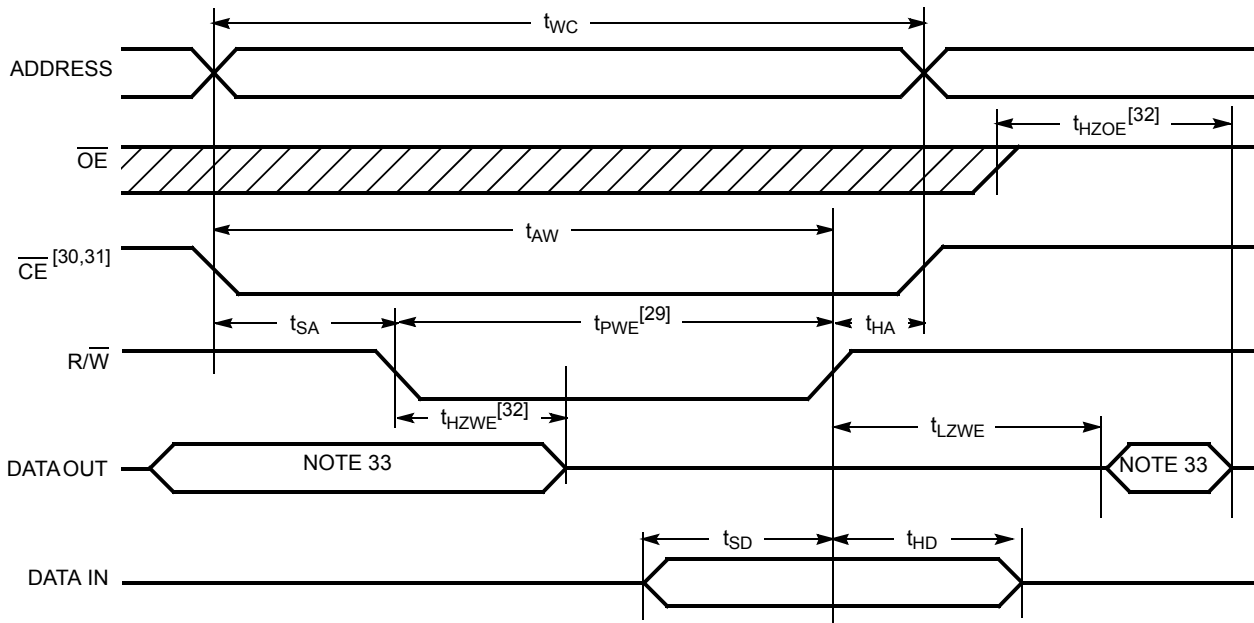 tWC
ADDRESS
tHZOE[32]
OE
tAW
CE [30,31]
tSA
tPWE[29]
tHA
R/W
tHZWE[32]
tLZWE
DATA OUT
NOTE 33
NOTE 33
tSD
tHD
DATA IN